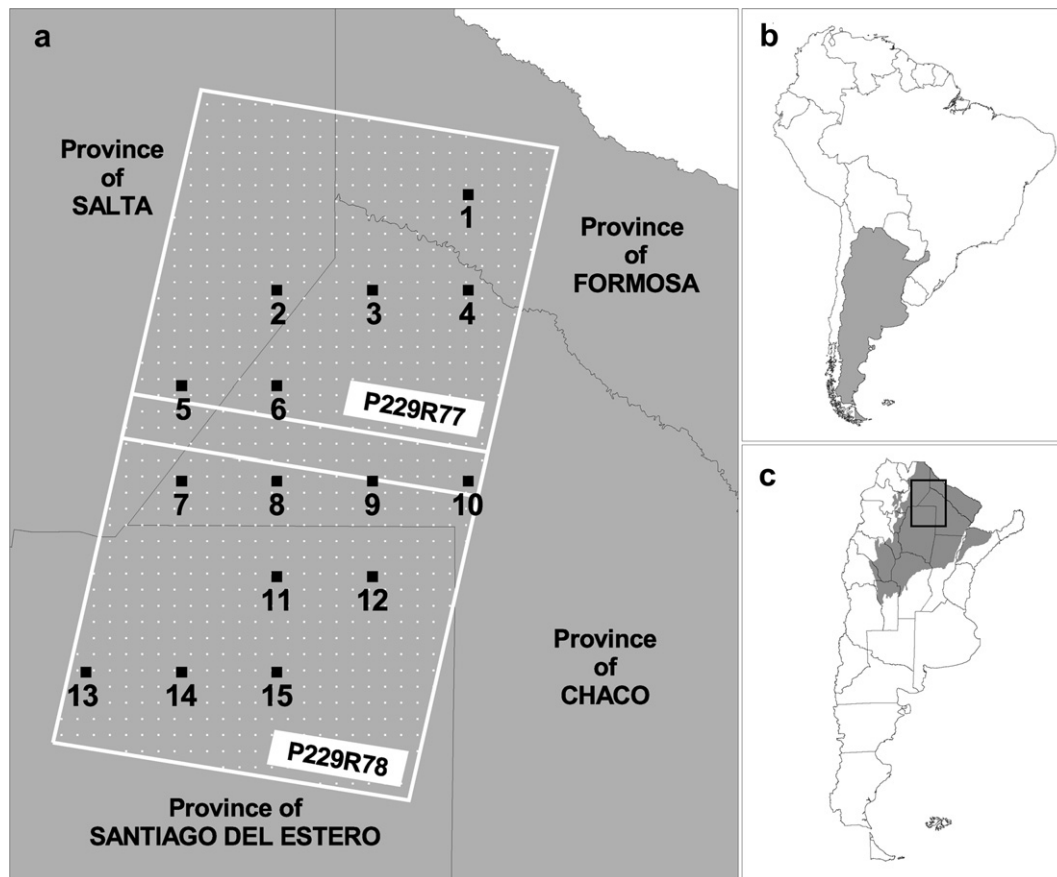 a
Province
of
SALTA
1
Province
of
FORMOSA
2
3
4
5
6
P229R77
7
8
9
10
11
12
Province
of
CHACO
13
14
15
P229R78
Province of
SANTIAGO DEL ESTERO
b
c